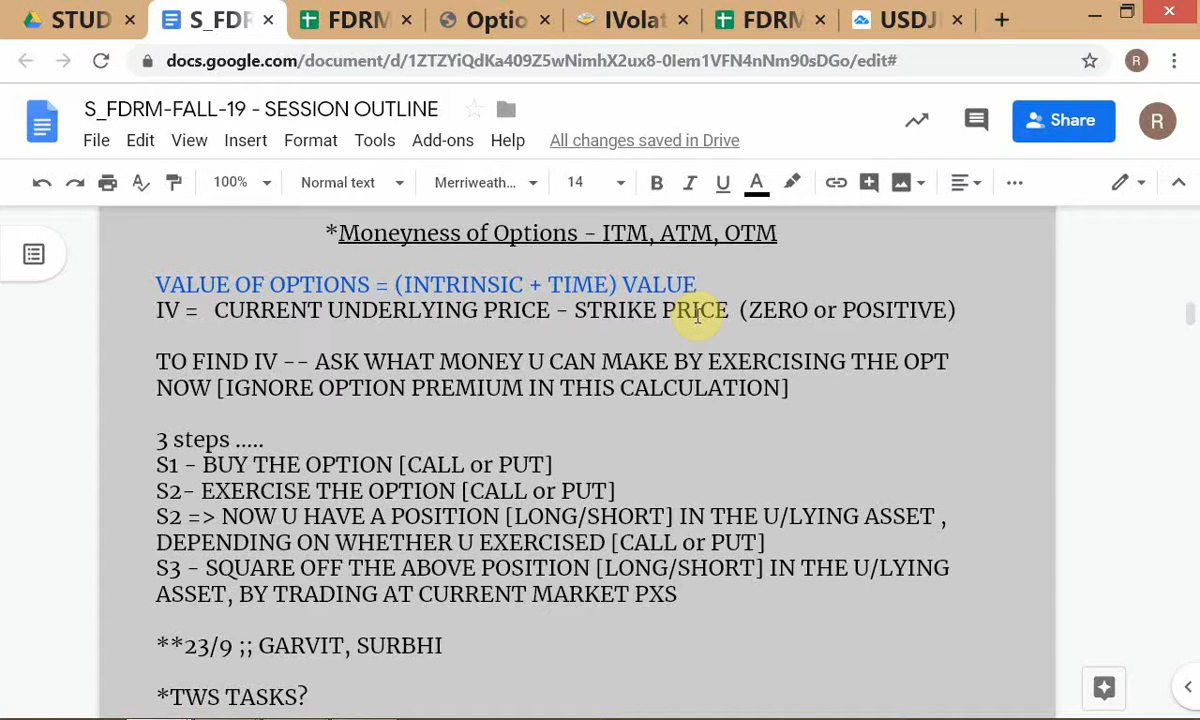 STUD
S_FDR
FDRM
Optio
IVolat
FDRM
USDJ
docs.google.com/document/d/1ZTZYiQdKa409Z5wNimhX2ux8-0Iem1VFN4nNm90sDGo/edit#
R
S_FDRM-FALL-19 - SESSION OUTLINE
File Edit View Insert Format Tools Add-ons Help All changes saved in Drive
Share
R
100% Normal text Merriweath... 14 B I U A
*Moneyness of Options - ITM, ATM, OTM
VALUE OF OPTIONS = (INTRINSIC + TIME) VALUE
IV = CURRENT UNDERLYING PRICE - STRIKE PRICE (ZERO or POSITIVE)
TO FIND IV -- ASK WHAT MONEY U CAN MAKE BY EXERCISING THE OPT
NOW [IGNORE OPTION PREMIUM IN THIS CALCULATION]
3 steps .....
S1 - BUY THE OPTION [CALL or PUT]
S2- EXERCISE THE OPTION [CALL or PUT]
S2 => NOW U HAVE A POSITION [LONG/SHORT] IN THE U/LYING ASSET ,
DEPENDING ON WHETHER U EXERCISED [CALL or PUT]
S3 - SQUARE OFF THE ABOVE POSITION [LONG/SHORT] IN THE U/LYING
ASSET, BY TRADING AT CURRENT MARKET PXS
**23/9 ;; GARVIT, SURBHI
*TWS TASKS?